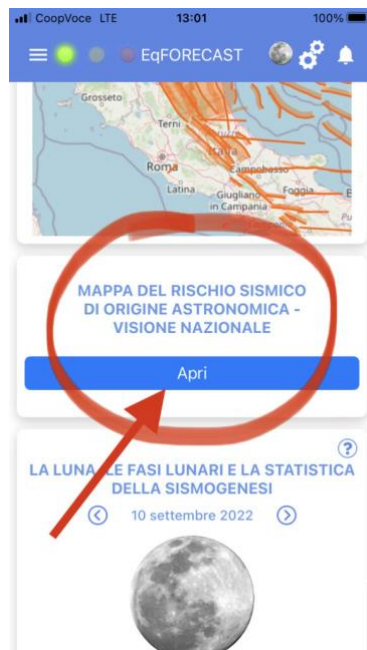 CoopVoce LTE 13:01 100%
EqFORECAST
Grosseto
Terni
Roma
Campobasso
Latina
Giugliano in Campania
Foggia
MAPPA DEL RISCHIO SISMICO
DI ORIGINE ASTRONOMICA -
VISIONE NAZIONALE
Apri
?
LA LUNA, LE FASI LUNARI E LA STATISTICA
DELLA SISMOGENESI
10 settembre 2022